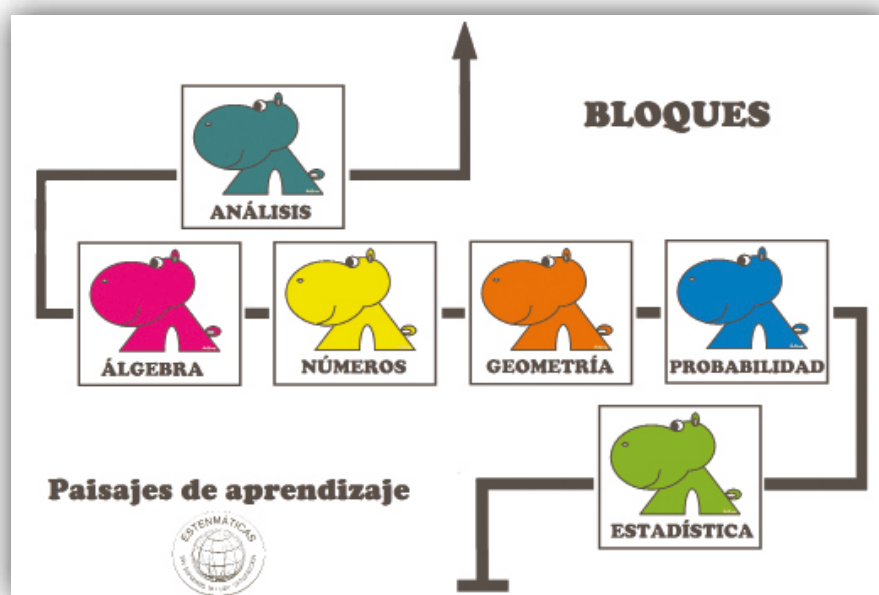 BLOQUES
ANÁLISIS
ÁLGEBRA
NÚMEROS
GEOMETRÍA
PROBABILIDAD
ESTADÍSTICA
Paisajes de aprendizaje
ESTENMÁTICAS